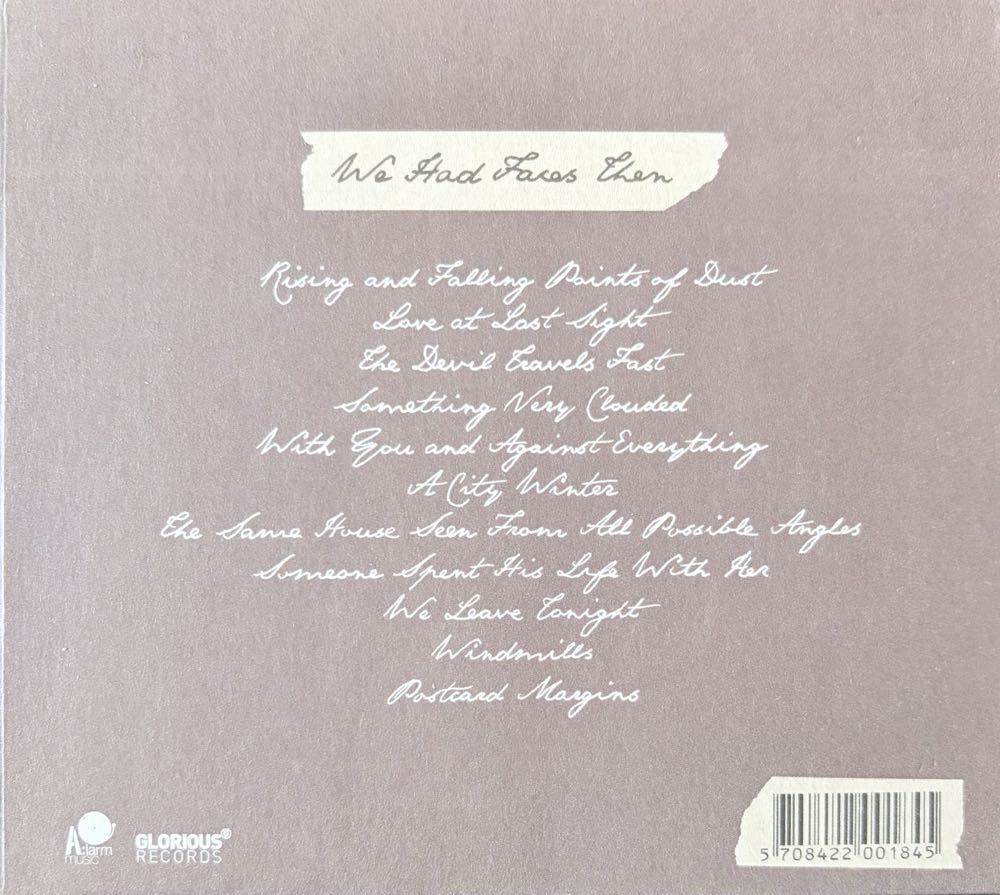 We Had Faces Then
Rising and Falling Points of Dust
Love at Last Sight
The Devil Travels Fast
Something Very Clouded
With You and Against Everything
A City Winter
The Same House Seen From All Possible Angles
Someone Spent His Life With Her
We Leave Tonight
Windmills
Postcard Margins
A:larm
music
GLORIOUS®
RECORDS
5 708422 001845